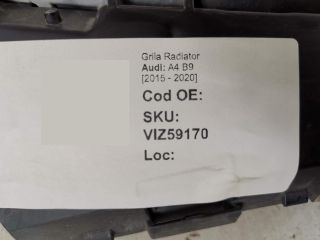 Grila Radiator
Audi: A4 B9
[2015 - 2020]
Cod OE:
SKU:
VIZ59170
Loc: